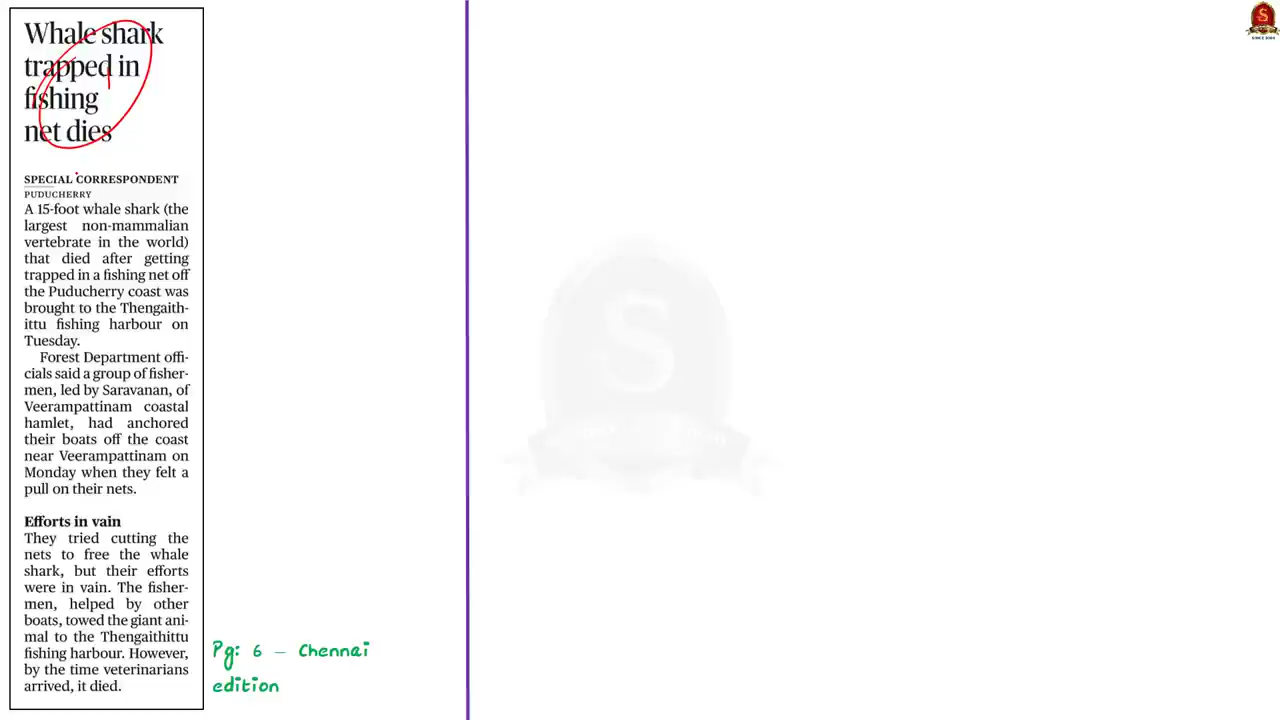 Whale shark
trapped in
fishing
net dies
SPECIAL CORRESPONDENT
PUDUCHERRY
A 15-foot whale shark (the
largest non-mammalian
vertebrate in the world)
that died after getting
trapped in a fishing net off
the Puducherry coast was
brought to the Thengaith-
ittu fishing harbour on
Tuesday.
Forest Department offi-
cials said a group of fisher-
men, led by Saravanan, of
Veerampattinam coastal
hamlet, had anchored
their boats off the coast
near Veerampattinam on
Monday when they felt a
pull on their nets.
Efforts in vain
They tried cutting the
nets to free the whale
shark, but their efforts
were in vain. The fisher-
men, helped by other
boats, towed the giant ani-
mal to the Thengaithittu
fishing harbour. However,
by the time veterinarians
arrived, it died.
Pg: 6 – Chennai
edition
S
S
SINCE 2004